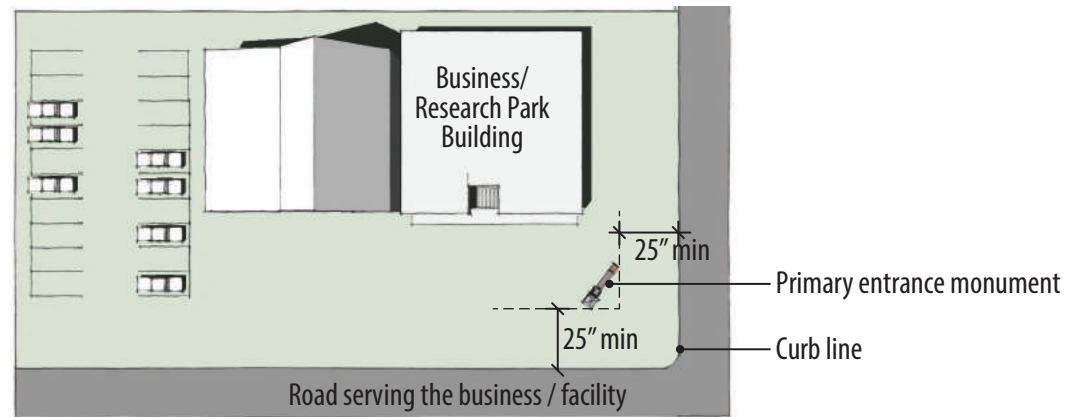 Business/
Research Park
Building
25” min
Primary entrance monument
25” min
Curb line
Road serving the business / facility